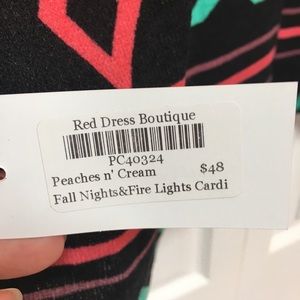 Red Dress Boutique
PC40324
Peaches n' Cream $48
Fall Nights&Fire Lights Cardi